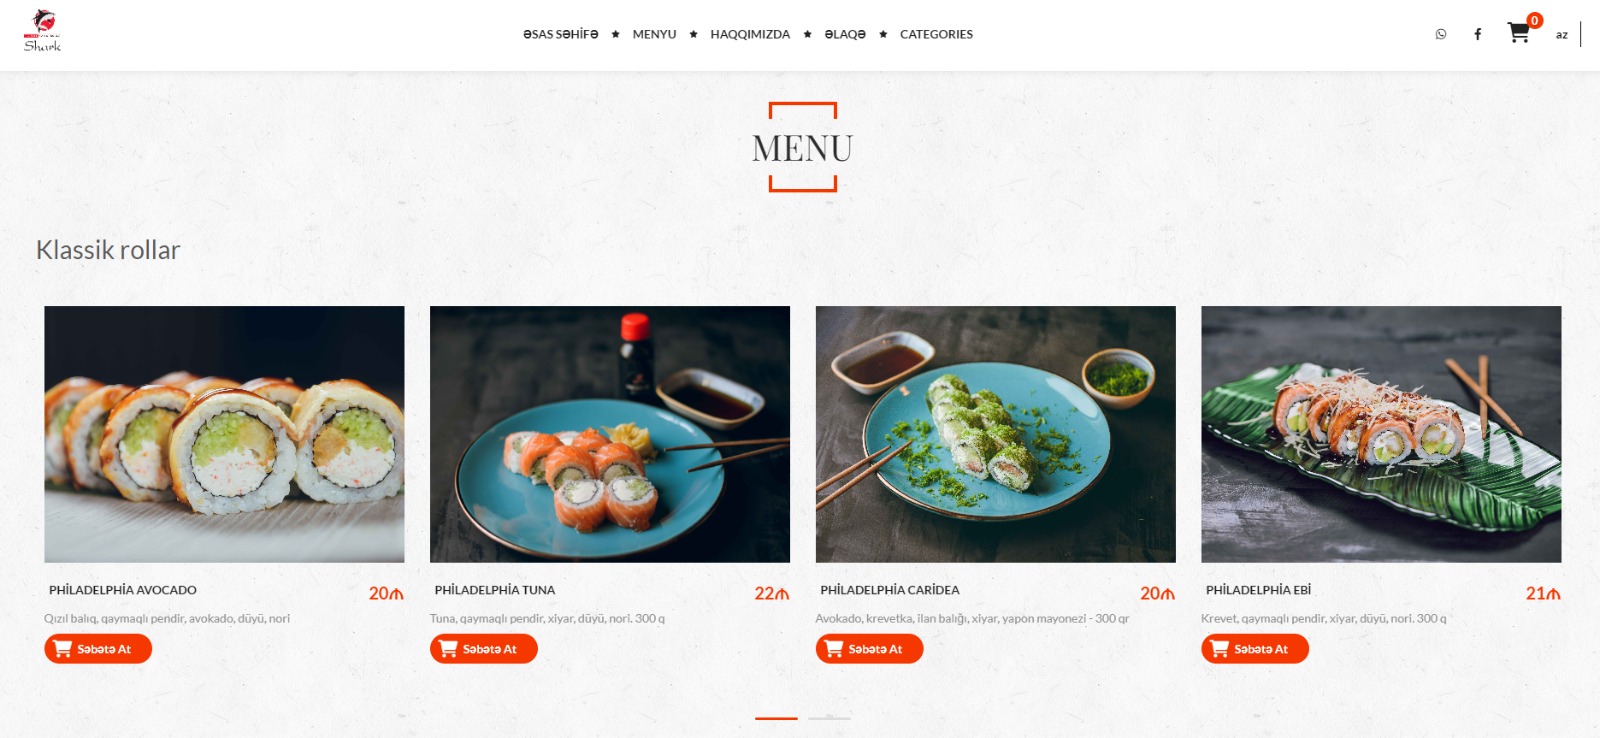 Shark
ƏSAS SƏHİFƏ ★ MENYU ★ HAQQIMIZDA ★ ƏLAQƏ ★ CATEGORIES
0
az
MENU
Klassik rollar
PHİLADELPHİA AVOCADO
20₼
Qızıl balıq, qaymaqlı pendir, avokado, düyü, nori
Səbətə At
PHİLADELPHİA TUNA
22₼
Tuna, qaymaqlı pendir, xiyar, düyü, nori. 300 q
Səbətə At
PHİLADELPHİA CARİDEA
20₼
Avokado, krevetka, ilan balığı, xiyar, yapon mayonezi - 300 qr
Səbətə At
PHİLADELPHİA EBİ
21₼
Krevet, qaymaqlı pendir, xiyar, düyü, nori. 300 q
Səbətə At